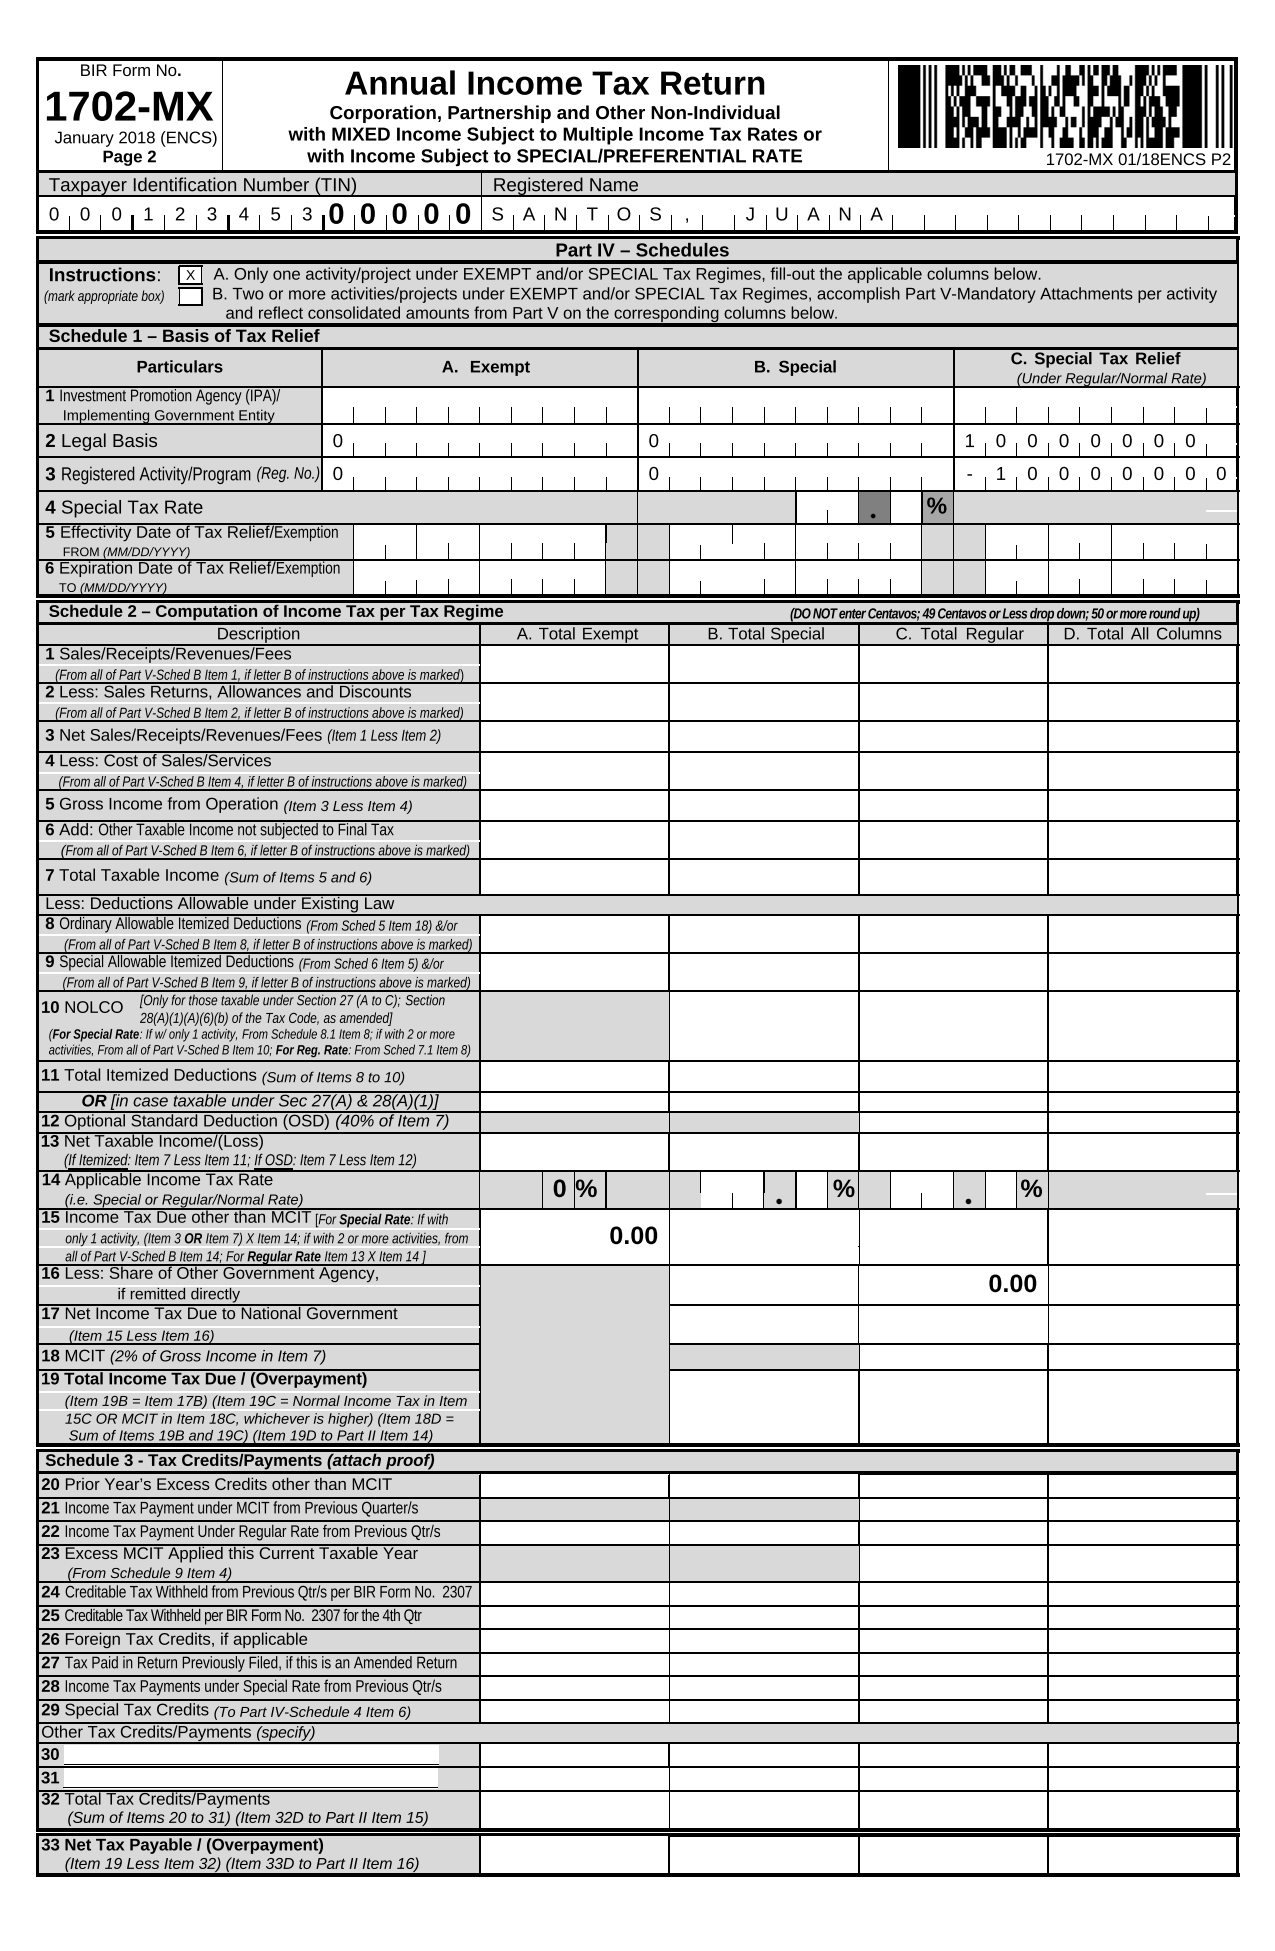 BIR Form No.
1702-MX
January 2018 (ENCS)
Page 2
Annual Income Tax Return
Corporation, Partnership and Other Non-Individual
with MIXED Income Subject to Multiple Income Tax Rates or
with Income Subject to SPECIAL/PREFERENTIAL RATE
1702-MX 01/18ENCS P2
Taxpayer Identification Number (TIN) Registered Name
0 0 0 1 2 3 4 5 3 0 0 0 0 0 S A N T O S , J U A N A
Part IV – Schedules
Instructions: X A. Only one activity/project under EXEMPT and/or SPECIAL Tax Regimes, fill-out the applicable columns below.
(mark appropriate box) B. Two or more activities/projects under EXEMPT and/or SPECIAL Tax Regimes, accomplish Part V-Mandatory Attachments per activity
and reflect consolidated amounts from Part V on the corresponding columns below.
Schedule 1 – Basis of Tax Relief
Particulars A. Exempt B. Special C. Special Tax Relief
(Under Regular/Normal Rate)
1 Investment Promotion Agency (IPA)/
Implementing Government Entity
2 Legal Basis 0 0 1 0 0 0 0 0 0 0
3 Registered Activity/Program (Reg. No.) 0 0 - 1 0 0 0 0 0 0 0
4 Special Tax Rate . %
5 Effectivity Date of Tax Relief/Exemption
FROM (MM/DD/YYYY)
6 Expiration Date of Tax Relief/Exemption
TO (MM/DD/YYYY)
Schedule 2 – Computation of Income Tax per Tax Regime (DO NOT enter Centavos; 49 Centavos or Less drop down; 50 or more round up)
Description A. Total Exempt B. Total Special C. Total Regular D. Total All Columns
1 Sales/Receipts/Revenues/Fees
(From all of Part V-Sched B Item 1, if letter B of instructions above is marked)
2 Less: Sales Returns, Allowances and Discounts
(From all of Part V-Sched B Item 2, if letter B of instructions above is marked)
3 Net Sales/Receipts/Revenues/Fees (Item 1 Less Item 2)
4 Less: Cost of Sales/Services
(From all of Part V-Sched B Item 4, if letter B of instructions above is marked)
5 Gross Income from Operation (Item 3 Less Item 4)
6 Add: Other Taxable Income not subjected to Final Tax
(From all of Part V-Sched B Item 6, if letter B of instructions above is marked)
7 Total Taxable Income (Sum of Items 5 and 6)
Less: Deductions Allowable under Existing Law
8 Ordinary Allowable Itemized Deductions (From Sched 5 Item 18) &/or
(From all of Part V-Sched B Item 8, if letter B of instructions above is marked)
9 Special Allowable Itemized Deductions (From Sched 6 Item 5) &/or
(From all of Part V-Sched B Item 9, if letter B of instructions above is marked)
10 NOLCO [Only for those taxable under Section 27 (A to C); Section
28(A)(1)(A)(6)(b) of the Tax Code, as amended]
(For Special Rate: If w/ only 1 activity, From Schedule 8.1 Item 8; if with 2 or more
activities, From all of Part V-Sched B Item 10; For Reg. Rate: From Sched 7.1 Item 8)
11 Total Itemized Deductions (Sum of Items 8 to 10)
OR [in case taxable under Sec 27(A) & 28(A)(1)]
12 Optional Standard Deduction (OSD) (40% of Item 7)
13 Net Taxable Income/(Loss)
(If Itemized: Item 7 Less Item 11; If OSD: Item 7 Less Item 12)
14 Applicable Income Tax Rate 0 % . % . %
(i.e. Special or Regular/Normal Rate)
15 Income Tax Due other than MCIT [For Special Rate: If with
only 1 activity, (Item 3 OR Item 7) X Item 14; if with 2 or more activities, from 0.00
all of Part V-Sched B Item 14; For Regular Rate Item 13 X Item 14 ]
16 Less: Share of Other Government Agency, 0.00
if remitted directly
17 Net Income Tax Due to National Government
(Item 15 Less Item 16)
18 MCIT (2% of Gross Income in Item 7)
19 Total Income Tax Due / (Overpayment)
(Item 19B = Item 17B) (Item 19C = Normal Income Tax in Item
15C OR MCIT in Item 18C, whichever is higher) (Item 18D =
Sum of Items 19B and 19C) (Item 19D to Part II Item 14)
Schedule 3 - Tax Credits/Payments (attach proof)
20 Prior Year’s Excess Credits other than MCIT
21 Income Tax Payment under MCIT from Previous Quarter/s
22 Income Tax Payment Under Regular Rate from Previous Qtr/s
23 Excess MCIT Applied this Current Taxable Year
(From Schedule 9 Item 4)
24 Creditable Tax Withheld from Previous Qtr/s per BIR Form No. 2307
25 Creditable Tax Withheld per BIR Form No. 2307 for the 4th Qtr
26 Foreign Tax Credits, if applicable
27 Tax Paid in Return Previously Filed, if this is an Amended Return
28 Income Tax Payments under Special Rate from Previous Qtr/s
29 Special Tax Credits (To Part IV-Schedule 4 Item 6)
Other Tax Credits/Payments (specify)
30
31
32 Total Tax Credits/Payments
(Sum of Items 20 to 31) (Item 32D to Part II Item 15)
33 Net Tax Payable / (Overpayment)
(Item 19 Less Item 32) (Item 33D to Part II Item 16)